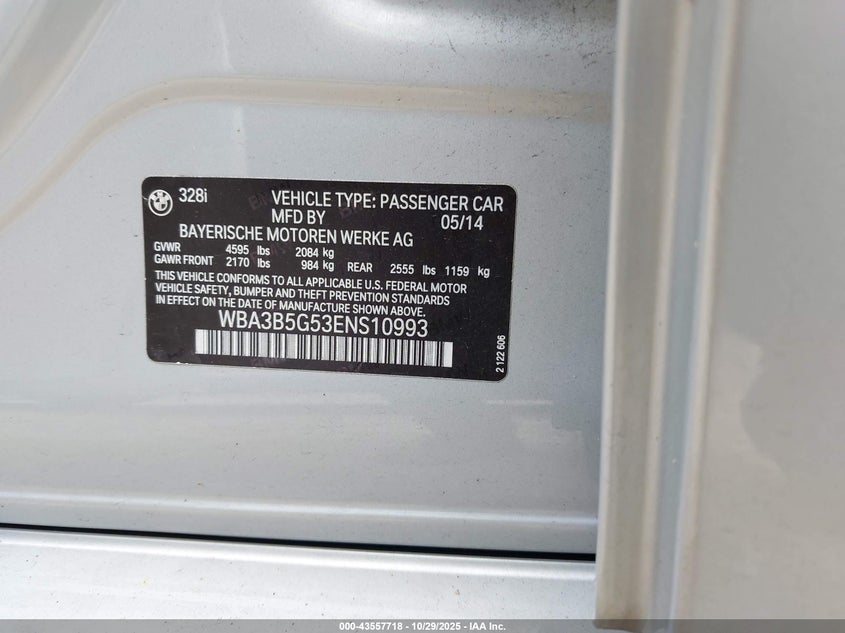 328i VEHICLE TYPE: PASSENGER CAR
MFD BY 05/14
BAYERISCHE MOTOREN WERKE AG
GVWR 4595 lbs 2084 kg
GAWR FRONT 2170 lbs 984 kg REAR 2555 lbs 1159 kg
THIS VEHICLE CONFORMS TO ALL APPLICABLE U.S. FEDERAL MOTOR
VEHICLE SAFETY, BUMPER AND THEFT PREVENTION STANDARDS
IN EFFECT ON THE DATE OF MANUFACTURE SHOWN ABOVE.
WBA3B5G53ENS10993
2 122 606
000-43557718 - 10/29/2025 - IAA Inc.